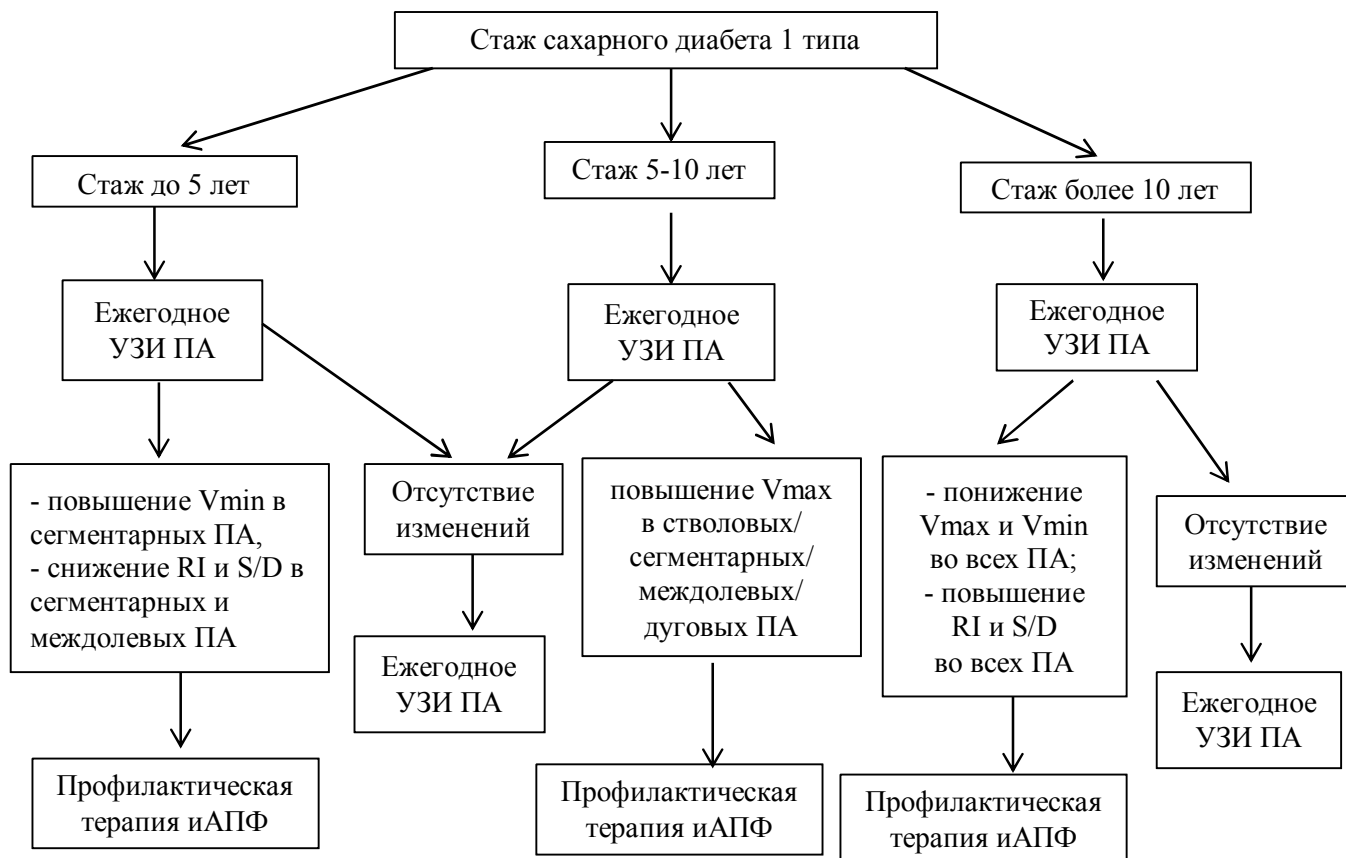 Стаж сахарного диабета 1 типа
Стаж до 5 лет
Стаж 5-10 лет
Стаж более 10 лет
Ежегодное
УЗИ ПА
Ежегодное
УЗИ ПА
Ежегодное
УЗИ ПА
- повышение Vmin в
сегментарных ПА,
- снижение RI и S/D в
сегментарных и
междолевых ПА
Отсутствие
изменений
повышение Vmax
в стволовых/
сегментарных/
междолевых/
дуговых ПА
- понижение
Vmax и Vmin
во всех ПА;
- повышение
RI и S/D
во всех ПА
Отсутствие
изменений
Ежегодное
УЗИ ПА
Ежегодное
УЗИ ПА
Профилактическая
терапия иАПФ
Профилактическая
терапия иАПФ
Профилактическая
терапия иАПФ